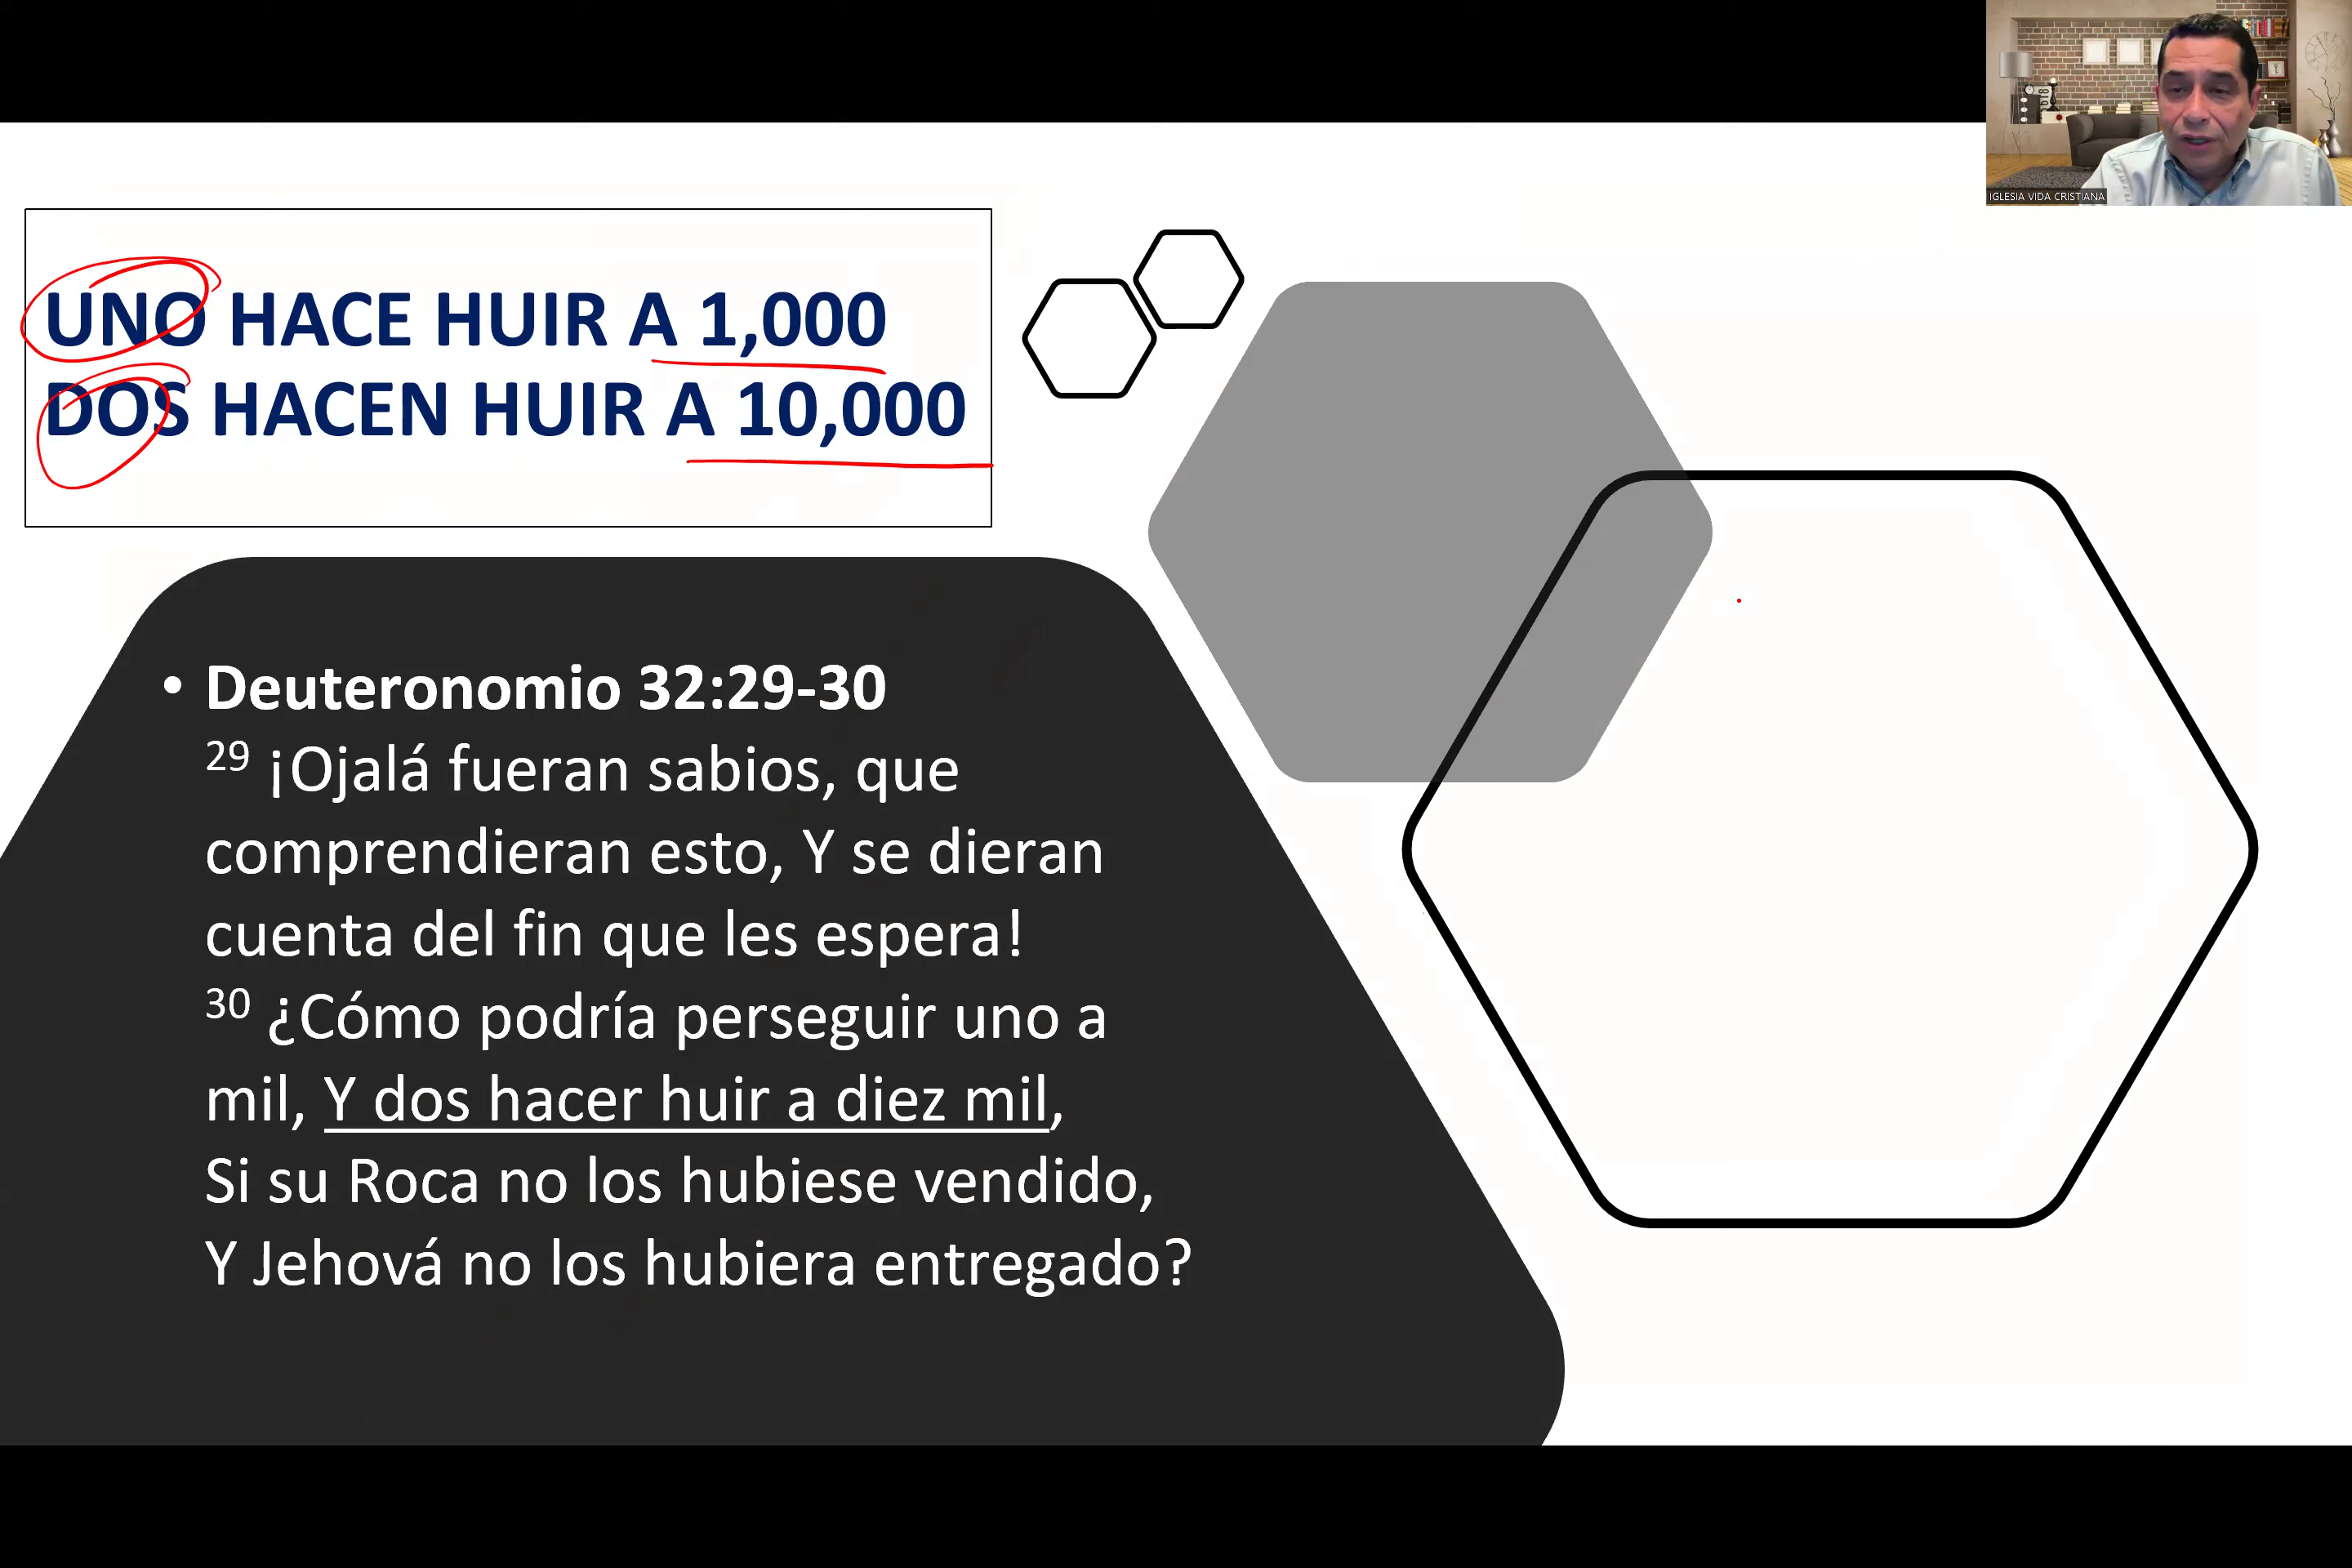 IGLESIA VIDA CRISTIANA
UNO HACE HUIR A 1,000
DOS HACEN HUIR A 10,000
• Deuteronomio 32:29-30
29 ¡Ojalá fueran sabios, que
comprendieran esto, Y se dieran
cuenta del fin que les espera!
30 ¿Cómo podría perseguir uno a
mil, Y dos hacer huir a diez mil,
Si su Roca no los hubiese vendido,
Y Jehová no los hubiera entregado?